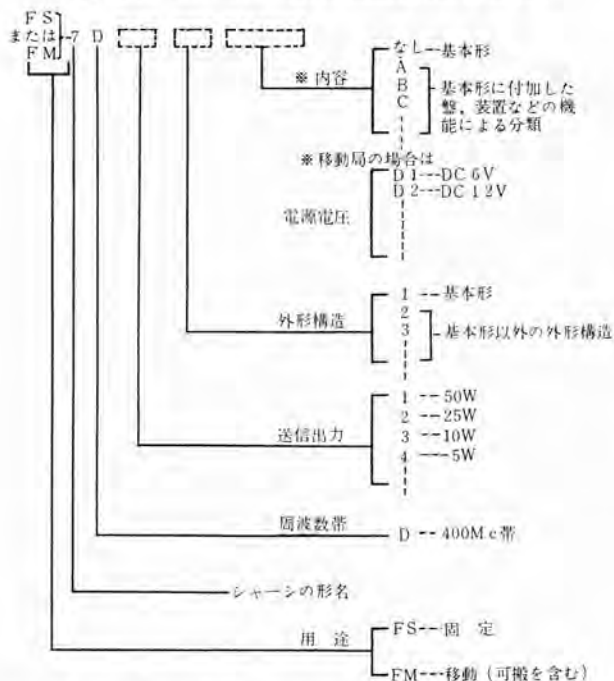 FS
または 7 D
FM
なし--基本形
※内容
A
B
C
基本形に付加した
盤，装置などの機
能による分類
※移動局の場合は
D1---DC 6V
D2---DC 12V
電源電圧
1 --基本形
2
3
基本形以外の外形構造
外形構造
1 --50W
2 --25W
送信出力
3 --10W
4 ---5W
周波数帯
D --400Mc帯
シャーシの形名
用途
FS--固定
FM---移動（可搬を含む）